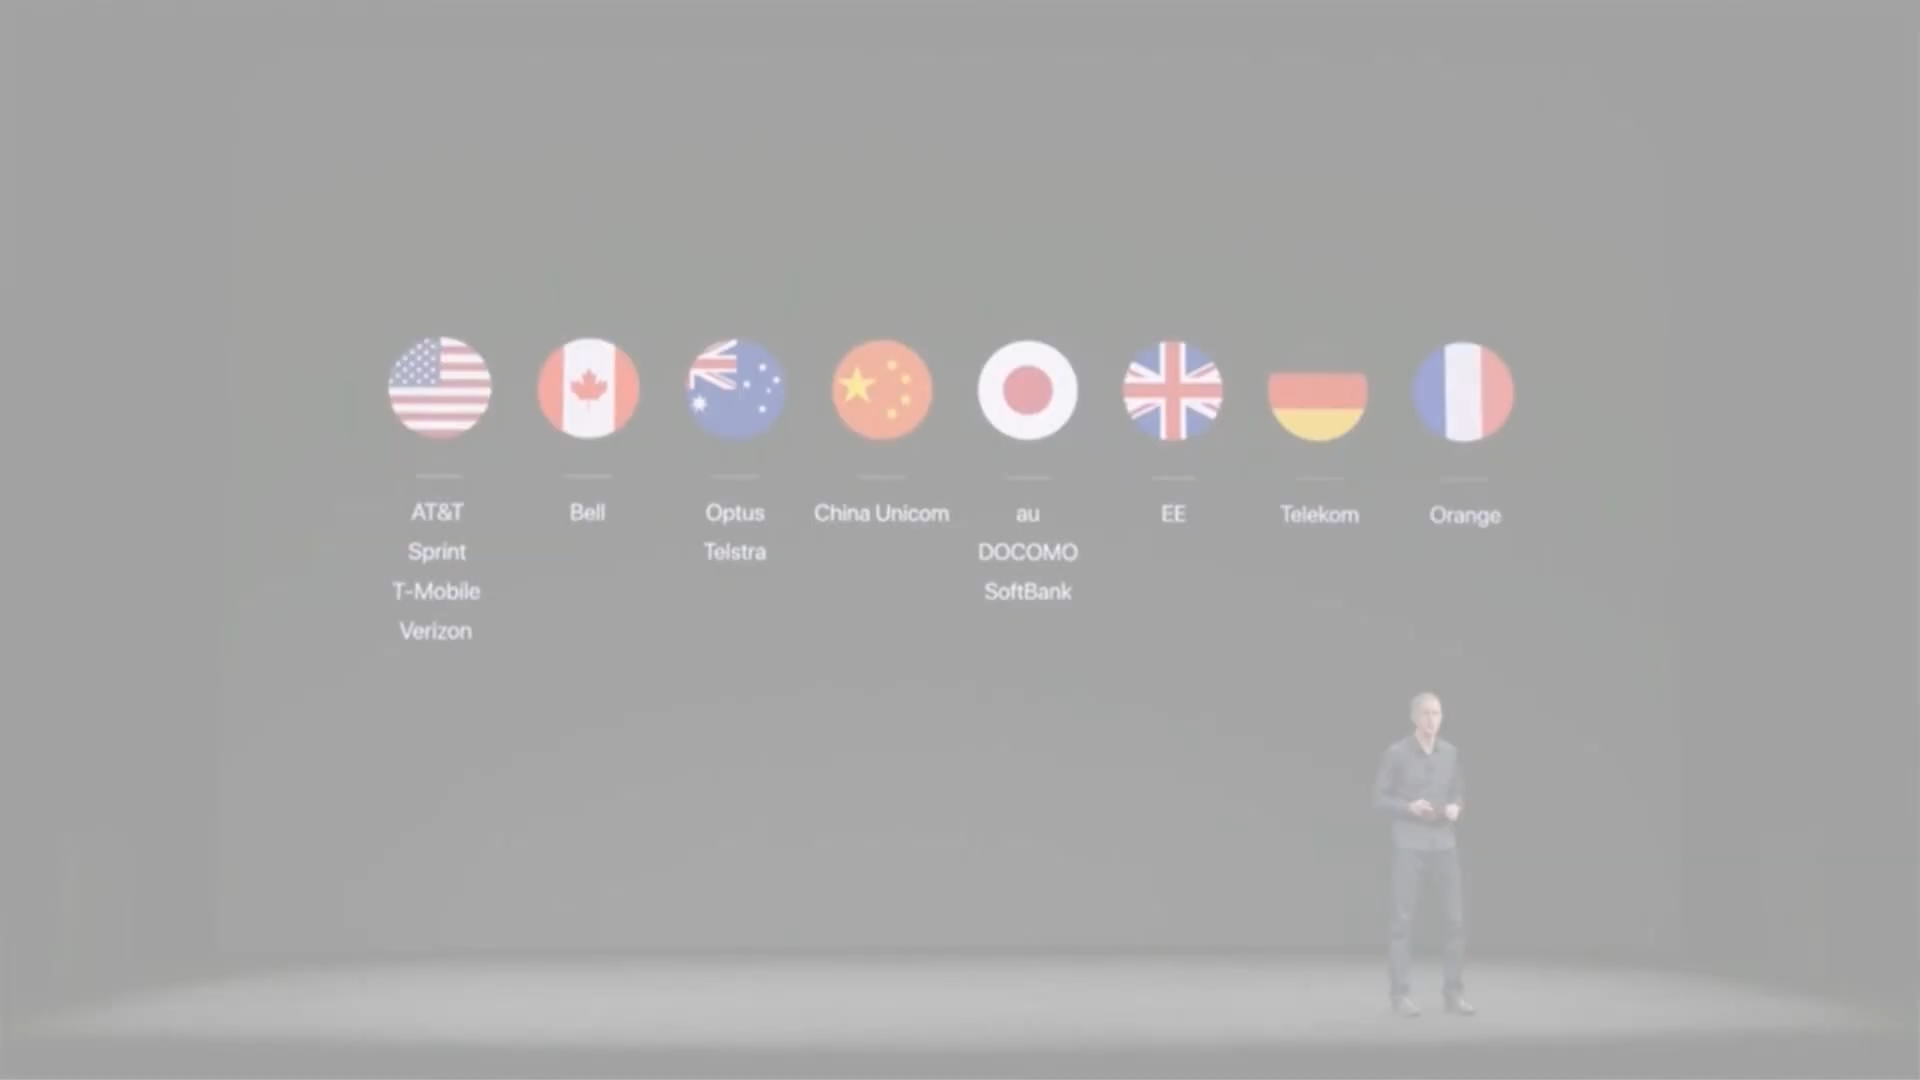 AT&T
Sprint
T-Mobile
Verizon
Bell
Optus
Telstra
China Unicom
au
DOCOMO
SoftBank
EE
Telekom
Orange